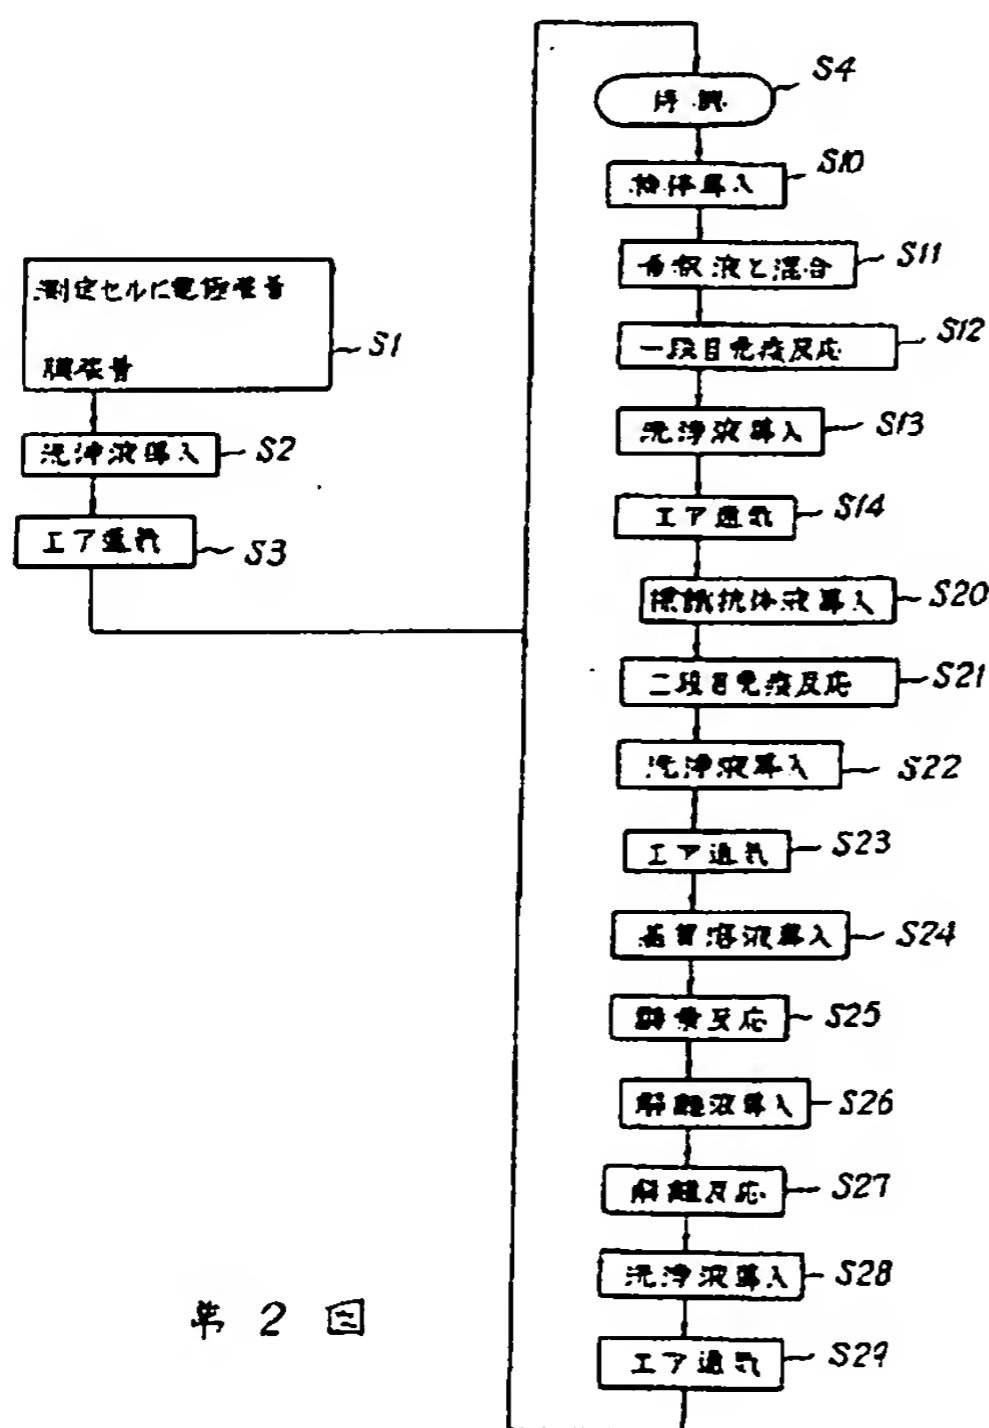 測定セルに電極装着
膜装着
S1
洗浄液導入
S2
エア通気
S3
待機
S4
検体導入
S10
希釈液と混合
S11
一段目免疫反応
S12
洗浄液導入
S13
エア通気
S14
標識抗体液導入
S20
二段目免疫反応
S21
洗浄液導入
S22
エア通気
S23
基質溶液導入
S24
酵素反応
S25
解離液導入
S26
解離反応
S27
洗浄液導入
S28
エア通気
S29
第2図